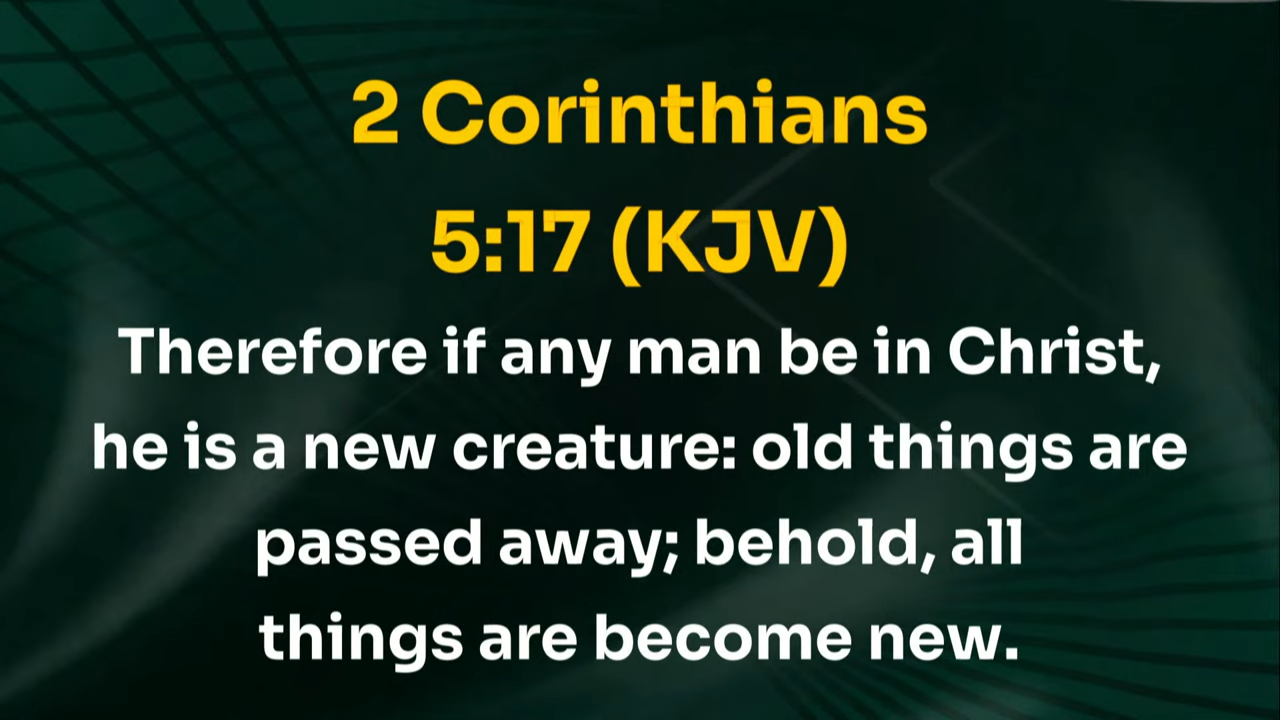 2 Corinthians
5:17 (KJV)
Therefore if any man be in Christ,
he is a new creature: old things are
passed away; behold, all
things are become new.